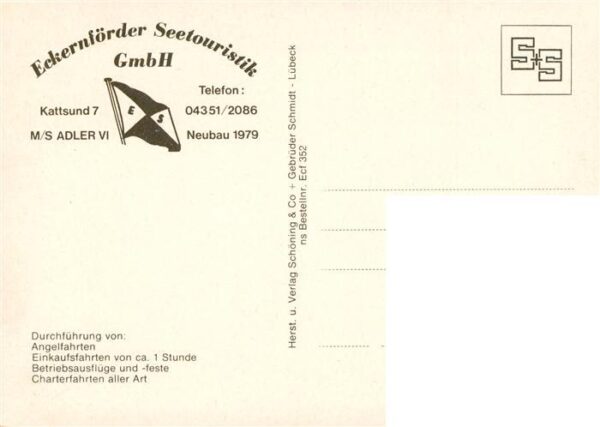 Eckernförder Seetouristik
GmbH
Telefon:
Kattsund 7
04351/2086
E S
M/S ADLER VI
Neubau 1979
Durchführung von:
Angelfahrten
Einkaufsfahrten von ca. 1 Stunde
Betriebsausflüge und -feste
Charterfahrten aller Art
Herst. u. Verlag Schöning & Co + Gebrüder Schmidt - Lübeck
ns Bestellnr. Ecf 352
S+S